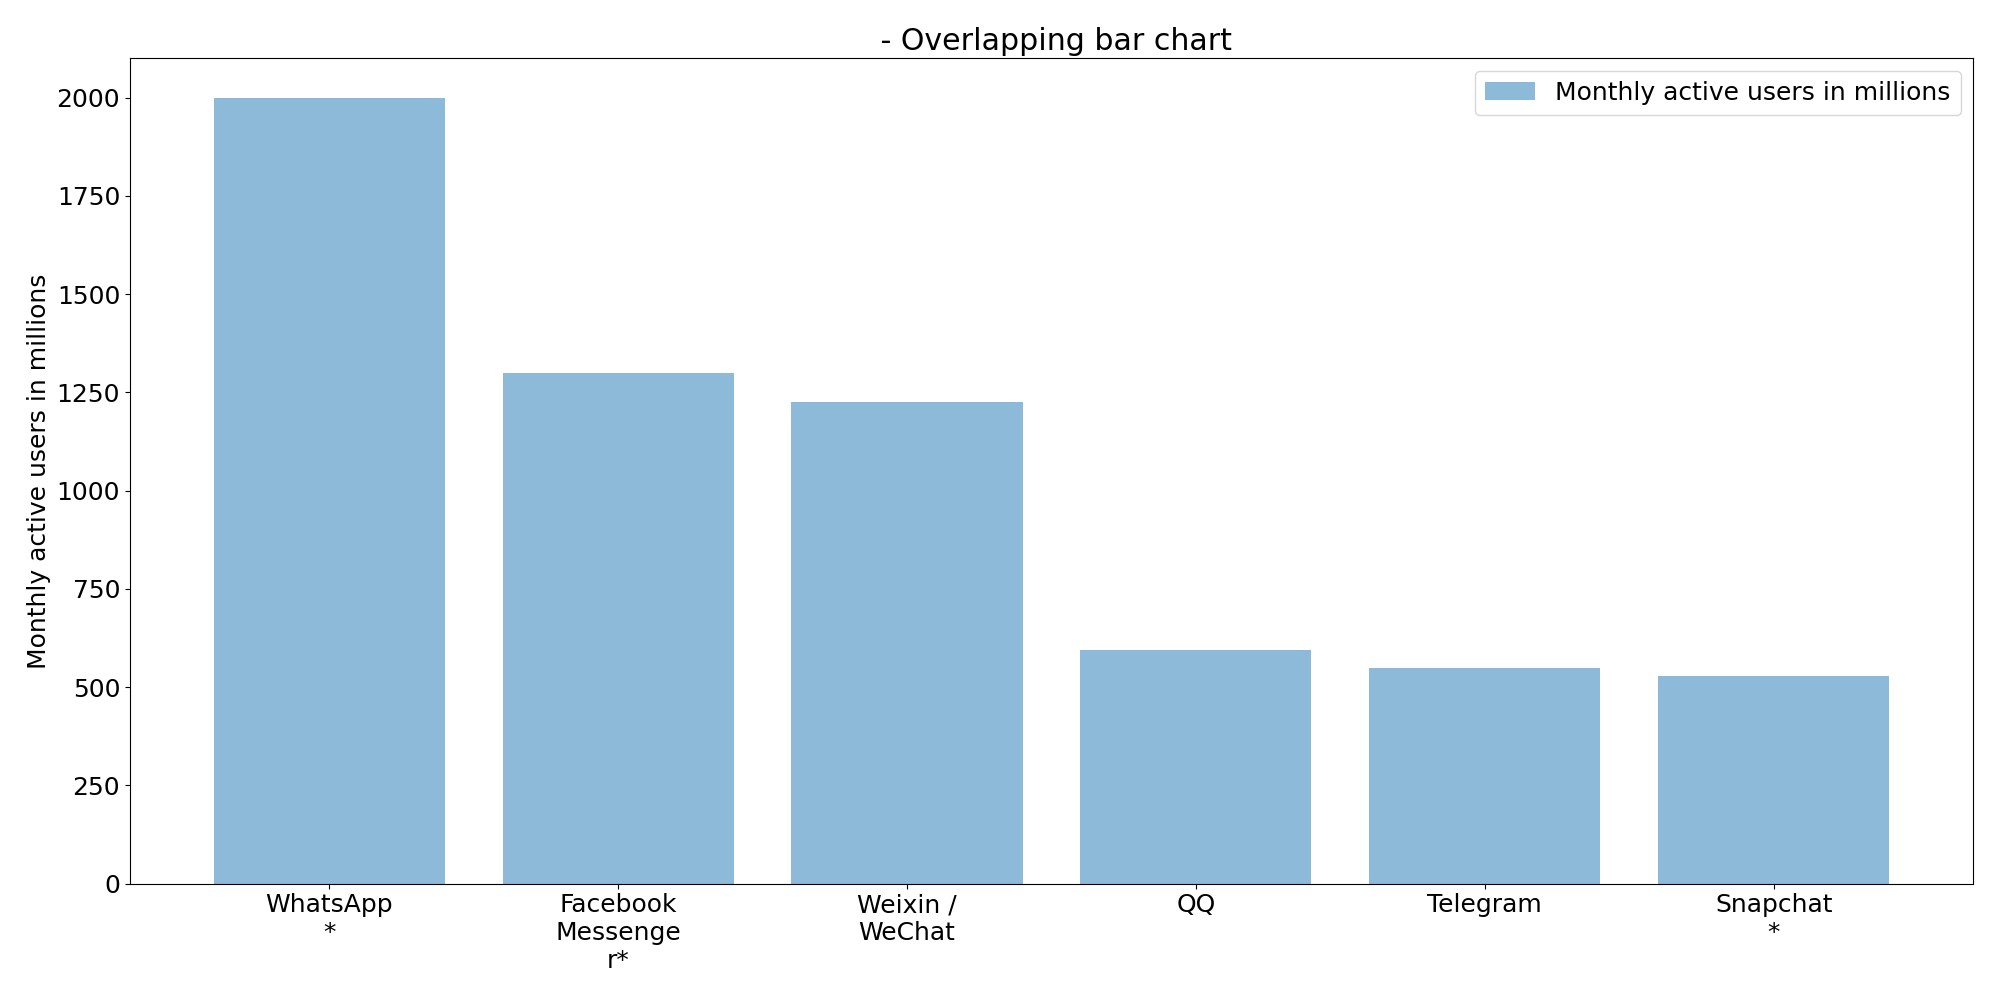 - Overlapping bar chart
Monthly active users in millions
Monthly active users in millions
2000
1750
1500
1250
1000
750
500
250
0
WhatsApp
*
Facebook
Messenge
r*
Weixin /
WeChat
QQ
Telegram
Snapchat
*